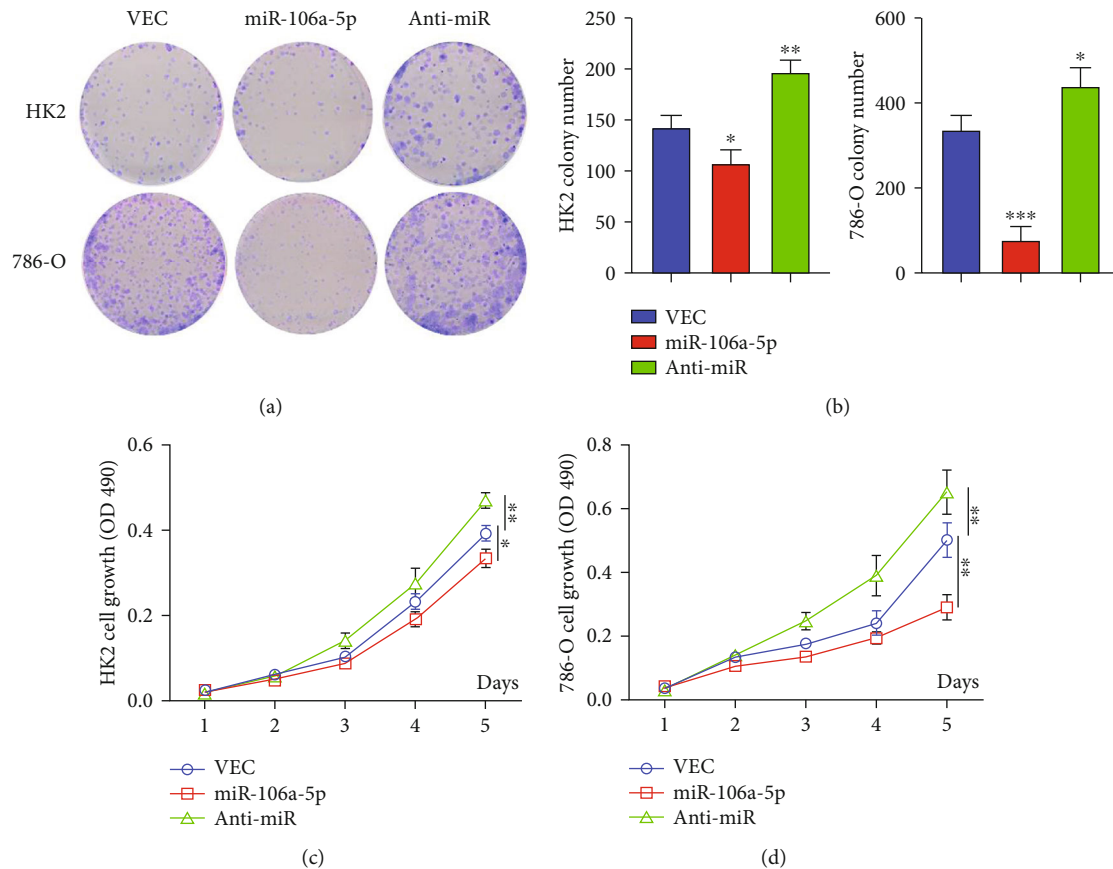 VEC miR-106a-5p Anti-miR
HK2
786-O
(a)
HK2 colony number
250
200
150
100
50
0
*
**
786-O colony number
600
400
200
0
***
*
VEC
miR-106a-5p
Anti-miR
(b)
HK2 cell growth (OD 490)
0.6
0.4
0.2
0.0
**
*
Days
1 2 3 4 5
VEC
miR-106a-5p
Anti-miR
(c)
786-O cell growth (OD 490)
0.8
0.6
0.4
0.2
0.0
**
**
Days
1 2 3 4 5
VEC
miR-106a-5p
Anti-miR
(d)